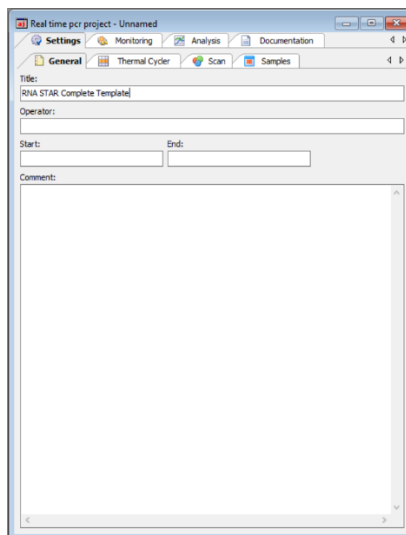 Real time pcr project - Unnamed
Settings Monitoring Analysis Documentation
General Thermal Cycler Scan Samples
Title:
RNA STAR Complete Template
Operator:
Start: End:
Comment: